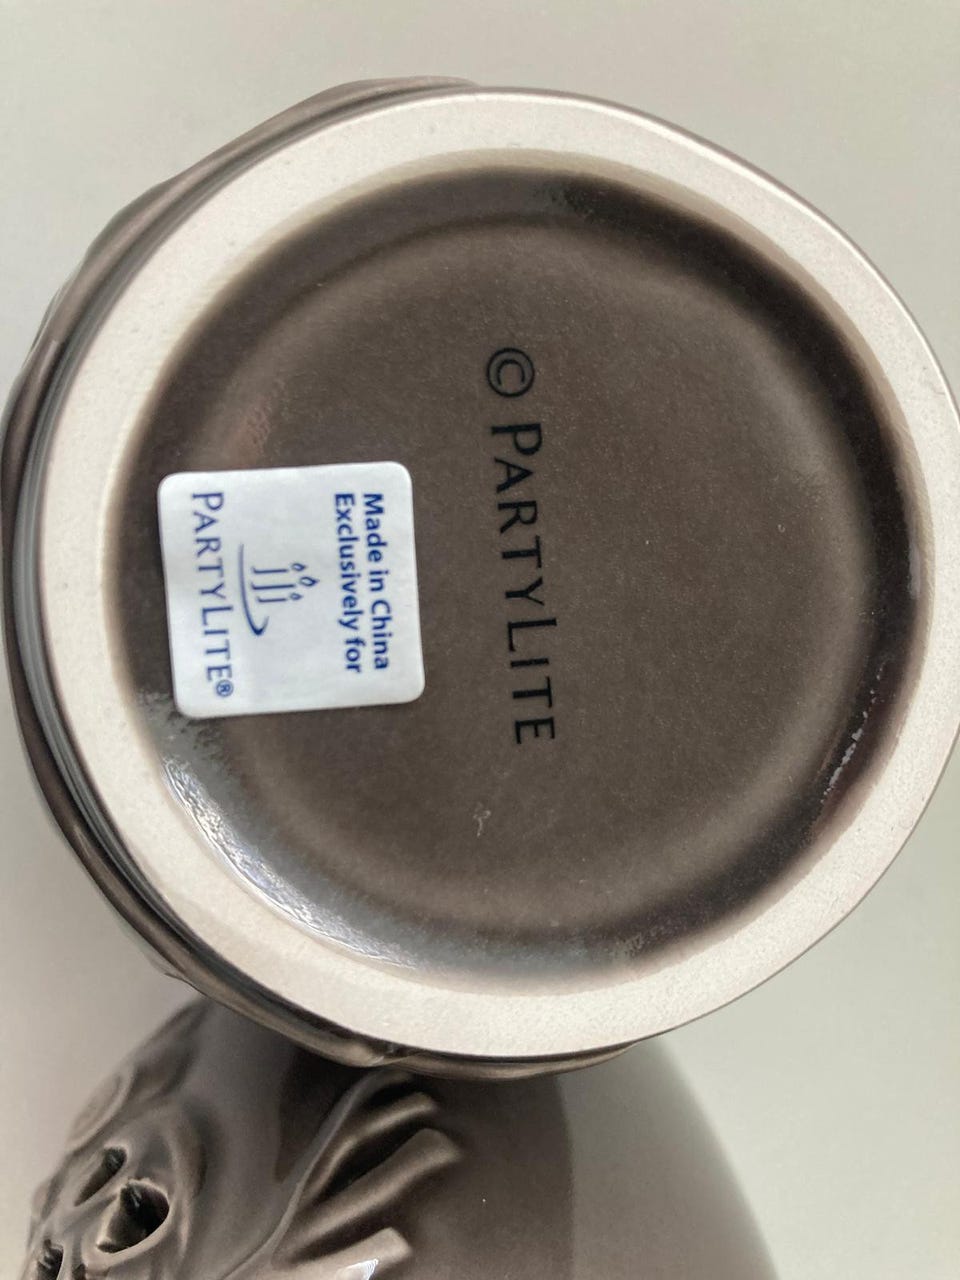 © PARTYLITE
Made in China
Exclusively for
PARTYLITE®